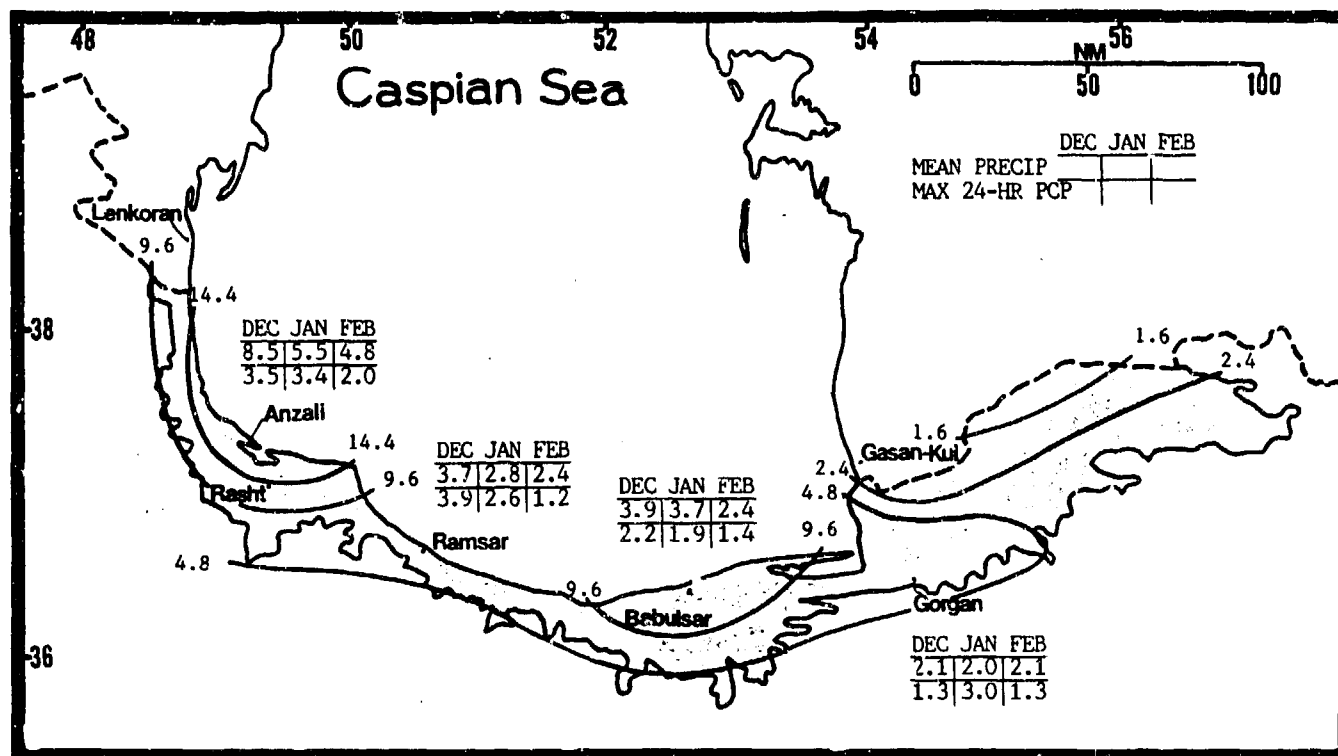 48 50 52 54 56
NM
0 50 100
Caspian Sea
DEC JAN FEB
MEAN PRECIP
MAX 24-HR PCP
Lenkoran
9.6
14.4
38
DEC JAN FEB
8.5 5.5 4.8
3.5 3.4 2.0
Anzali
1.6
2.4
14.4
DEC JAN FEB
3.7 2.8 2.4
3.9 2.6 1.2
9.6
Rasht
1.6
Gasan-Kul
2.4
4.8
DEC JAN FEB
3.9 3.7 2.4
2.2 1.9 1.4
9.6
Ramsar
4.8
9.6
Babulsar
Gorgan
36
DEC JAN FEB
2.1 2.0 2.1
1.3 3.0 1.3